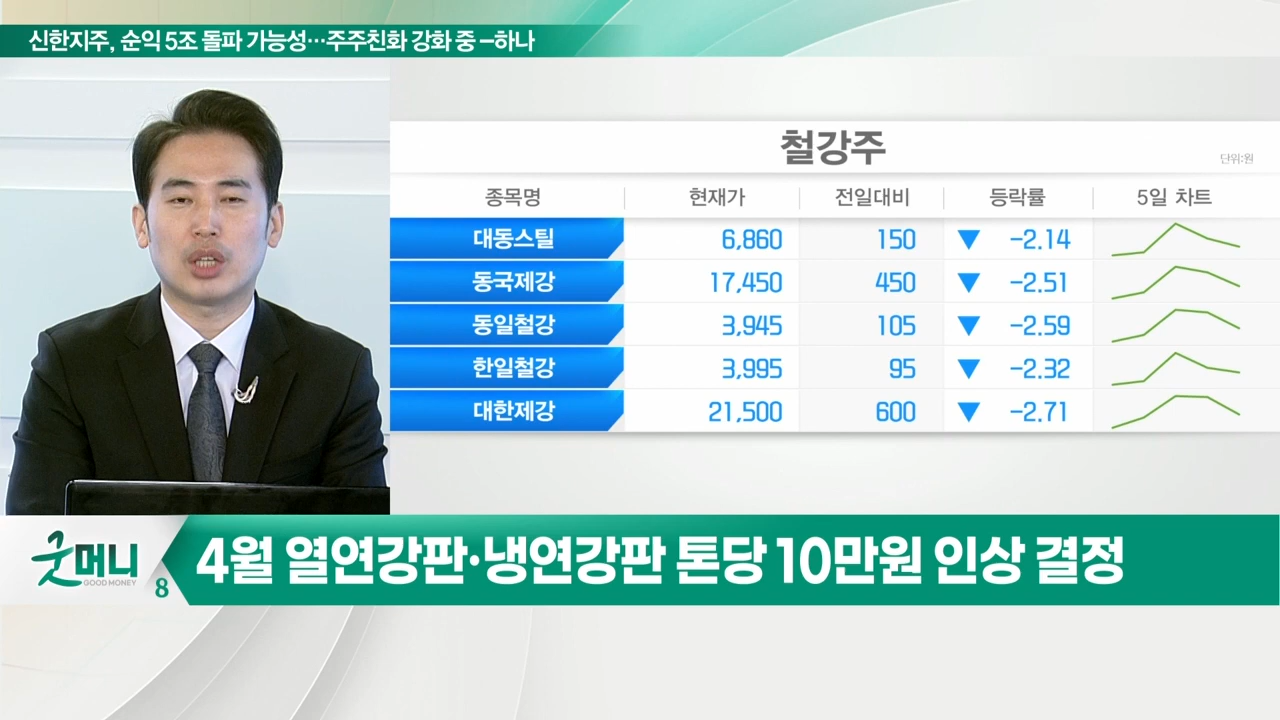 신한지주, 순익 5조 돌파 가능성…주주친화 강화 중 -하나
철강주
단위:원
종목명 현재가 전일대비 등락률 5일 차트
대동스틸 6,860 150 ▼ -2.14
동국제강 17,450 450 ▼ -2.51
동일철강 3,945 105 ▼ -2.59
한일철강 3,995 95 ▼ -2.32
대한제강 21,500 600 ▼ -2.71
굿머니
GOOD MONEY
8
4월 열연강판·냉연강판 톤당 10만원 인상 결정